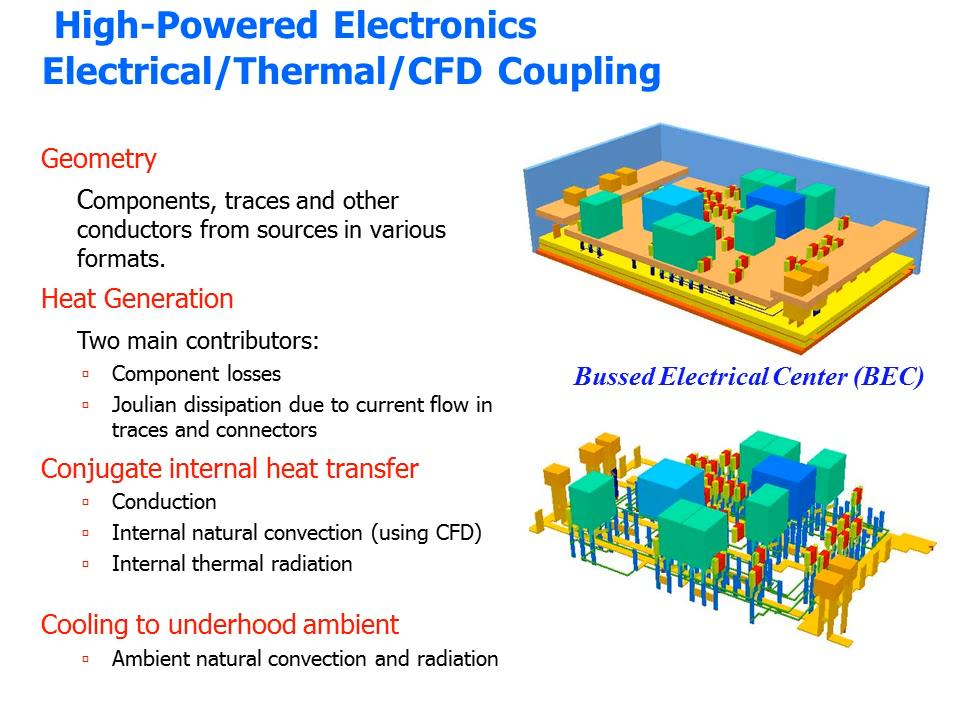 High-Powered Electronics
Electrical/Thermal/CFD Coupling
Geometry
Components, traces and other
conductors from sources in various
formats.
Heat Generation
Two main contributors:
▫ Component losses
▫ Joulian dissipation due to current flow in
traces and connectors
Conjugate internal heat transfer
▫ Conduction
▫ Internal natural convection (using CFD)
▫ Internal thermal radiation
Cooling to underhood ambient
▫ Ambient natural convection and radiation
Bussed Electrical Center (BEC)